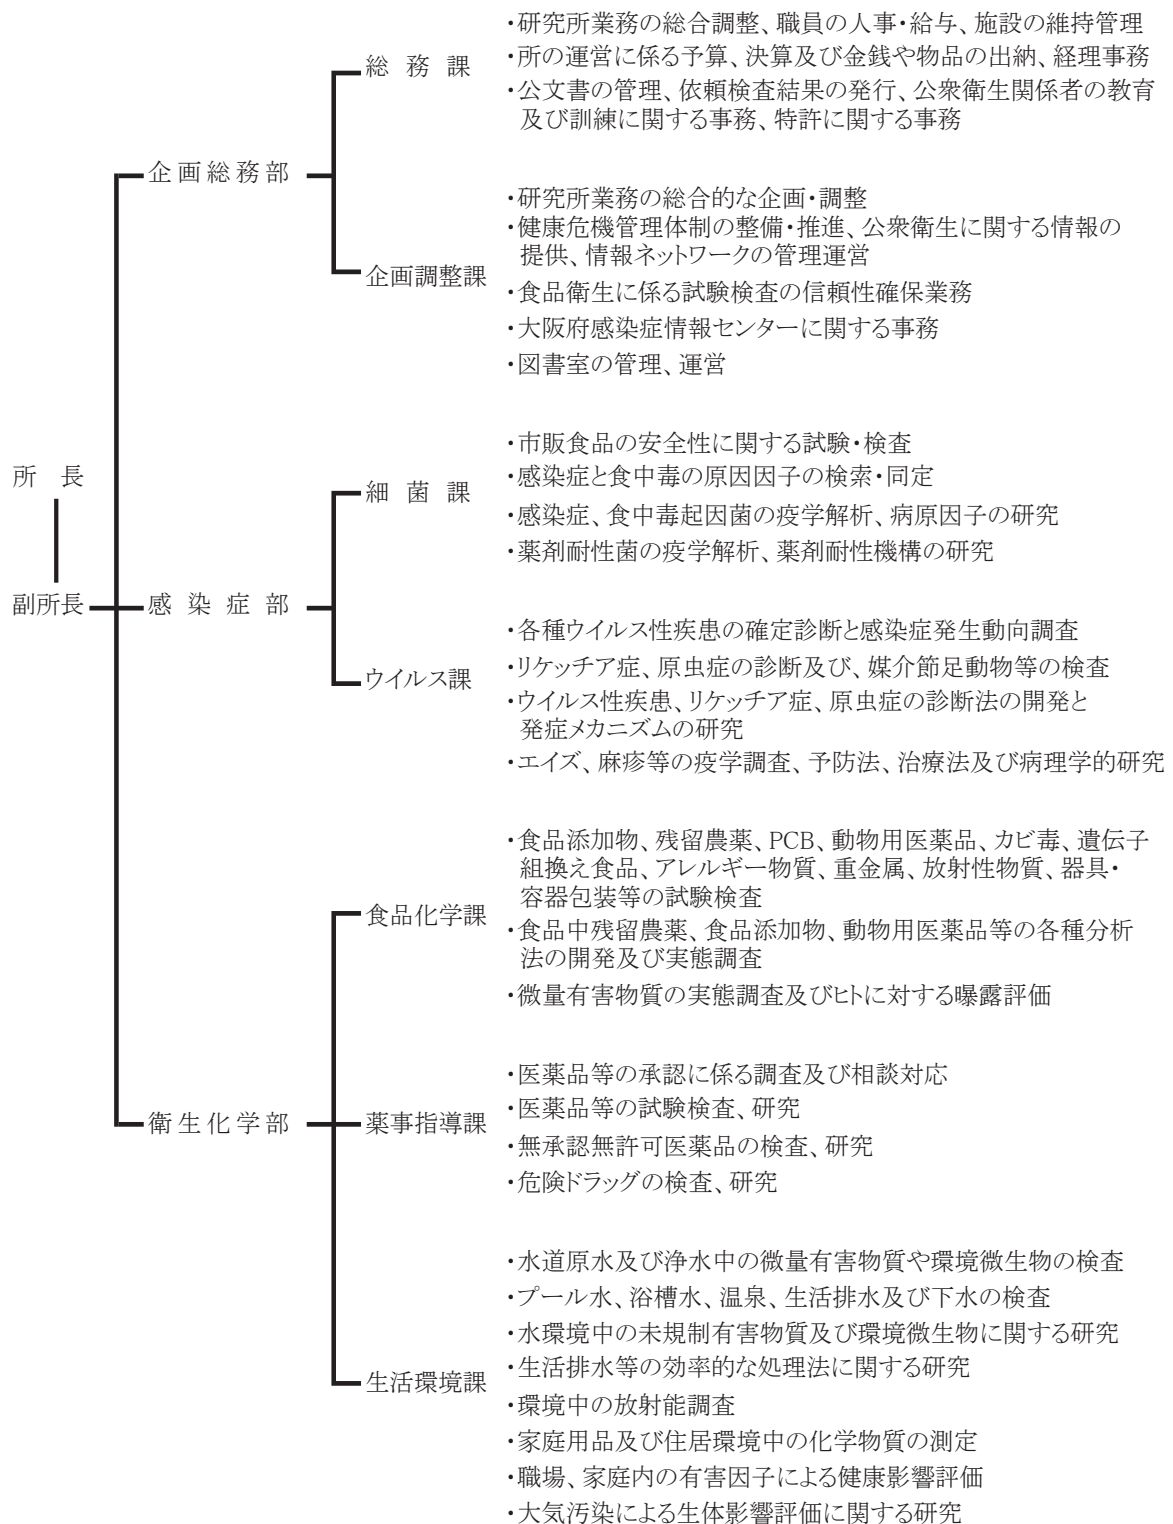 所　長
副所長
企画総務部
総　務　課
・研究所業務の総合調整、職員の人事・給与、施設の維持管理
・所の運営に係る予算、決算及び金銭や物品の出納、経理事務
・公文書の管理、依頼検査結果の発行、公衆衛生関係者の教育
及び訓練に関する事務、特許に関する事務
企画調整課
・研究所業務の総合的な企画・調整
・健康危機管理体制の整備・推進、公衆衛生に関する情報の
提供、情報ネットワークの管理運営
・食品衛生に係る試験検査の信頼性確保業務
・大阪府感染症情報センターに関する事務
・図書室の管理、運営
感　染　症　部
細　菌　課
・市販食品の安全性に関する試験・検査
・感染症と食中毒の原因因子の検索・同定
・感染症、食中毒起因菌の疫学解析、病原因子の研究
・薬剤耐性菌の疫学解析、薬剤耐性機構の研究
ウイルス課
・各種ウイルス性疾患の確定診断と感染症発生動向調査
・リケッチア症、原虫症の診断及び、媒介節足動物等の検査
・ウイルス性疾患、リケッチア症、原虫症の診断法の開発と
発症メカニズムの研究
・エイズ、麻疹等の疫学調査、予防法、治療法及び病理学的研究
衛生化学部
食品化学課
・食品添加物、残留農薬、PCB、動物用医薬品、カビ毒、遺伝子
組換え食品、アレルギー物質、重金属、放射性物質、器具・
容器包装等の試験検査
・食品中残留農薬、食品添加物、動物用医薬品等の各種分析
法の開発及び実態調査
・微量有害物質の実態調査及びヒトに対する曝露評価
薬事指導課
・医薬品等の承認に係る調査及び相談対応
・医薬品等の試験検査、研究
・無承認無許可医薬品の検査、研究
・危険ドラッグの検査、研究
生活環境課
・水道原水及び浄水中の微量有害物質や環境微生物の検査
・プール水、浴槽水、温泉、生活排水及び下水の検査
・水環境中の未規制有害物質及び環境微生物に関する研究
・生活排水等の効率的な処理法に関する研究
・環境中の放射能調査
・家庭用品及び住居環境中の化学物質の測定
・職場、家庭内の有害因子による健康影響評価
・大気汚染による生体影響評価に関する研究